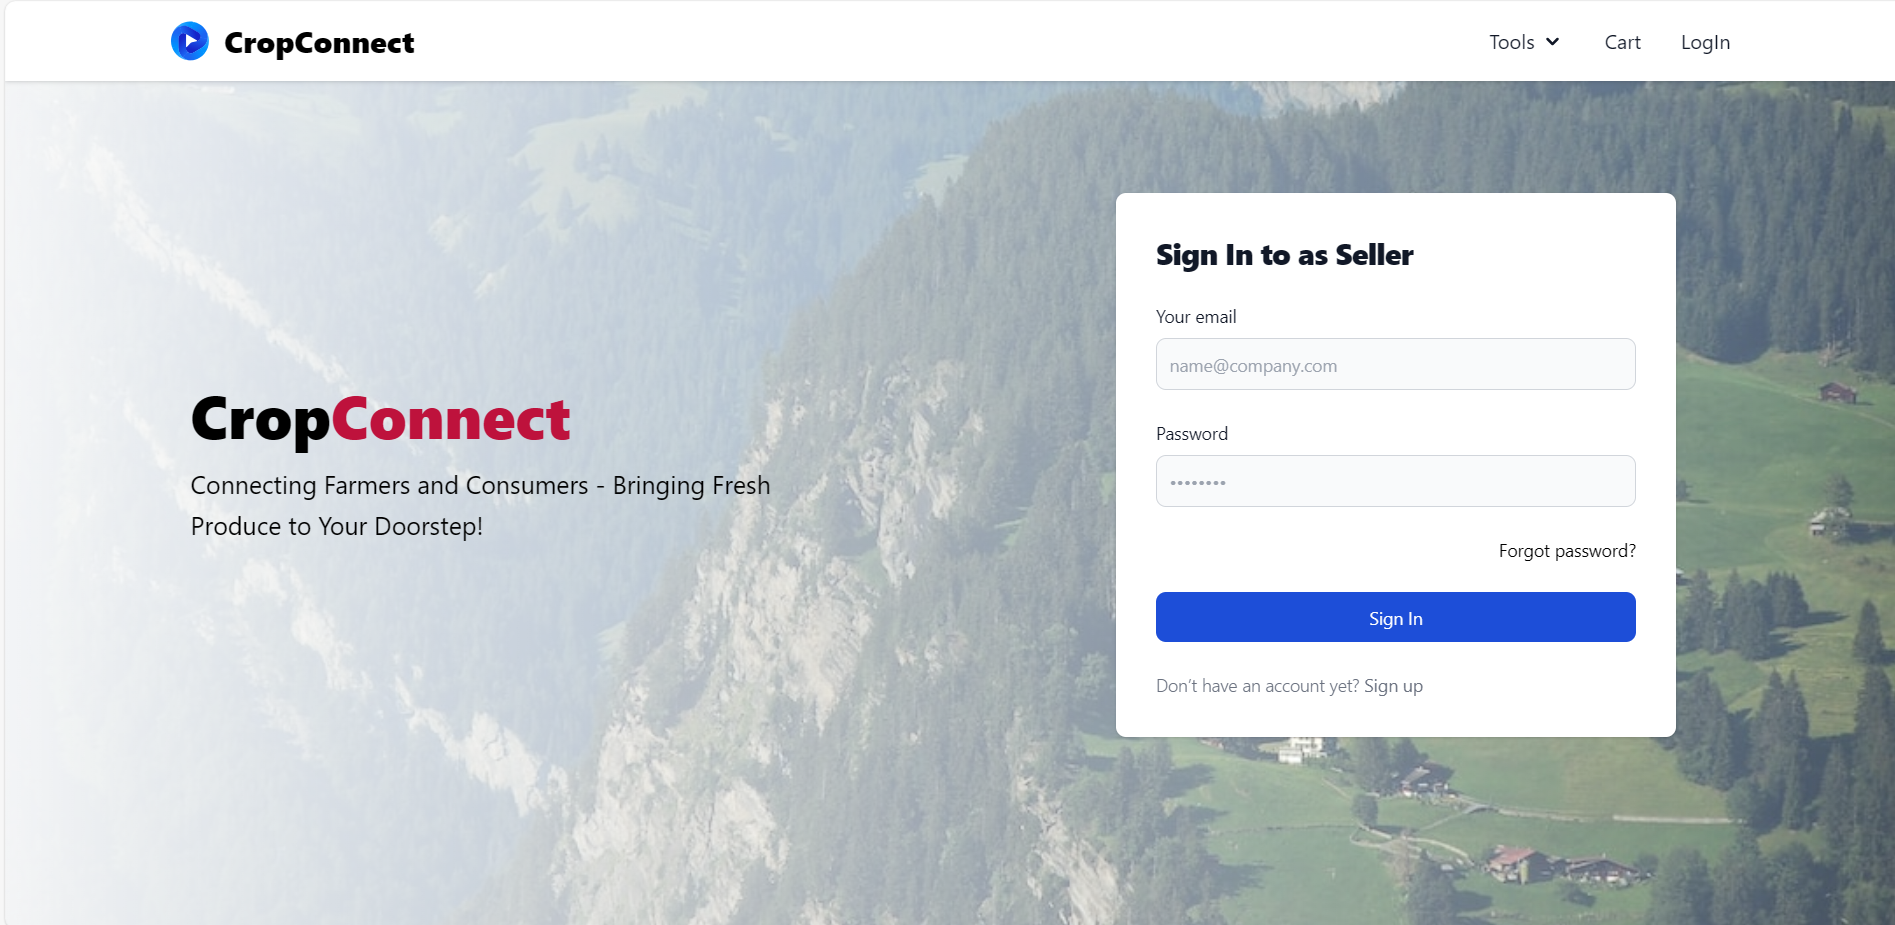 CropConnect
Tools
Cart
LogIn
CropConnect
Connecting Farmers and Consumers - Bringing Fresh
Produce to Your Doorstep!
Sign In to as Seller
Your email
name@company.com
Password
••••••••
Forgot password?
Sign In
Don’t have an account yet? Sign up